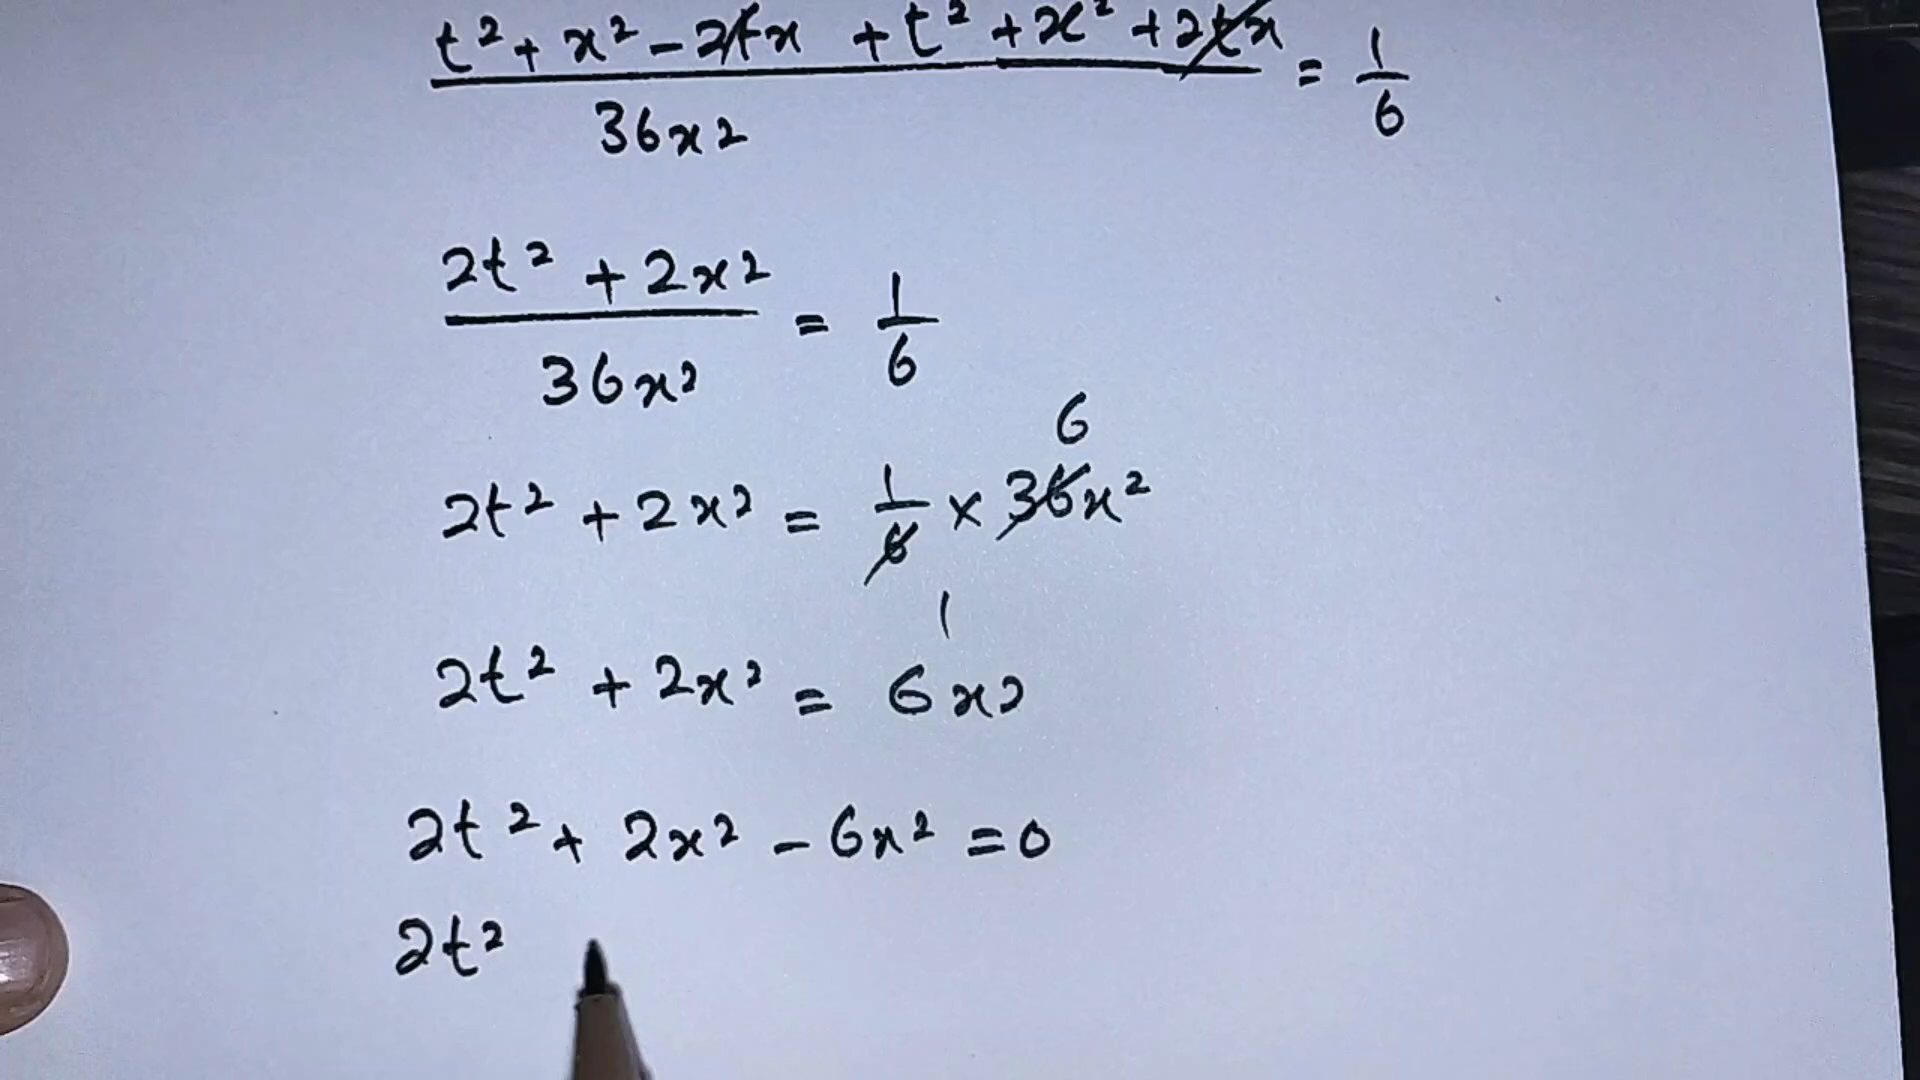 t² + x² - 2tx + t² + x² + 2tx / 36x² = 1/6
2t² + 2x² / 36x² = 1/6
6
2t² + 2x² = 1/6 × 36x²
1
2t² + 2x² = 6x²
2t² + 2x² - 6x² = 0
2t²